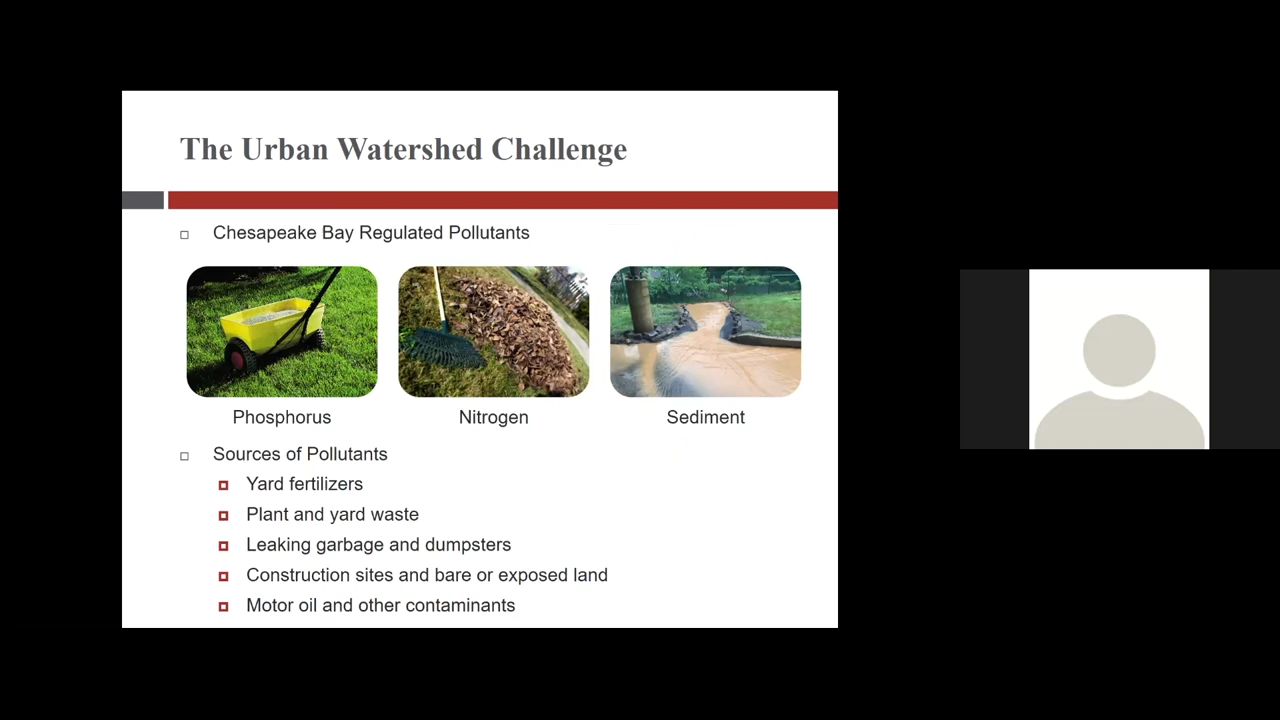 The Urban Watershed Challenge
Chesapeake Bay Regulated Pollutants
Phosphorus
Nitrogen
Sediment
Sources of Pollutants
Yard fertilizers
Plant and yard waste
Leaking garbage and dumpsters
Construction sites and bare or exposed land
Motor oil and other contaminants